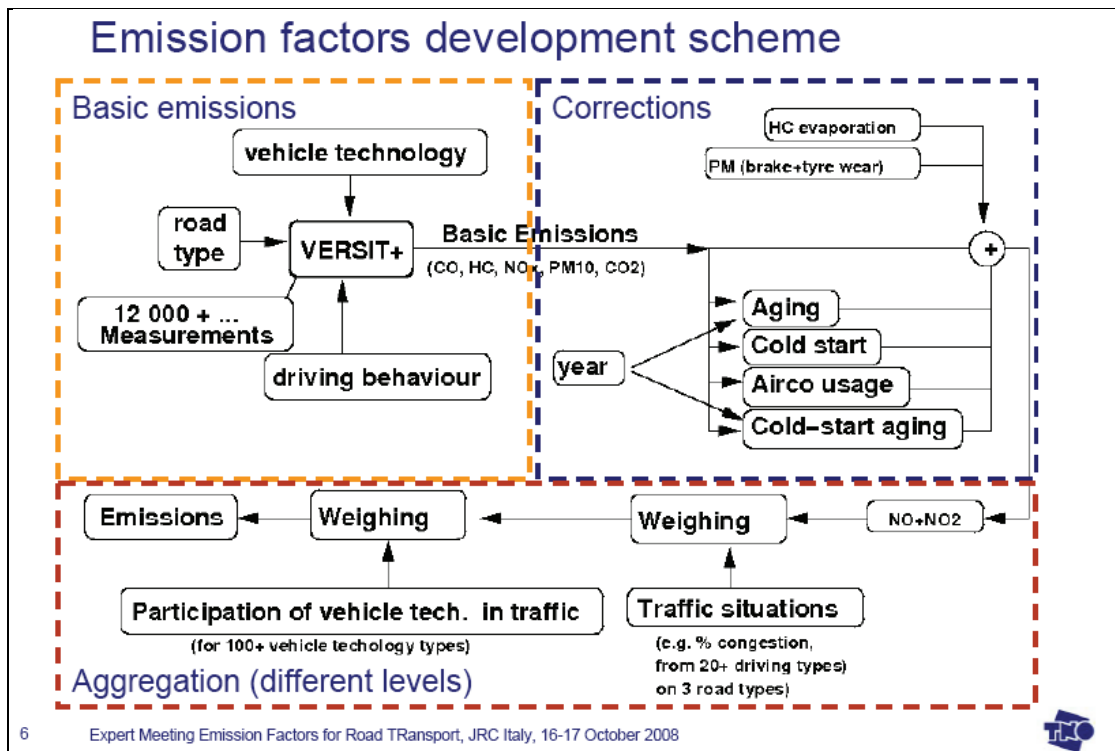 Emission factors development scheme
Basic emissions
vehicle technology
road
type
VERSIT+
12 000 + ...
Measurements
driving behaviour
Basic Emissions
(CO, HC, NOx, PM10, CO2)
Corrections
HC evaporation
PM (brake+tyre wear)
+
year
Aging
Cold start
Airco usage
Cold-start aging
Emissions
Weighing
Weighing
NO+NO2
Participation of vehicle tech. in traffic
(for 100+ vehicle techology types)
Traffic situations
(e.g. % congestion,
from 20+ driving types)
on 3 road types)
Aggregation (different levels)
6
Expert Meeting Emission Factors for Road TRansport, JRC Italy, 16-17 October 2008
TNO